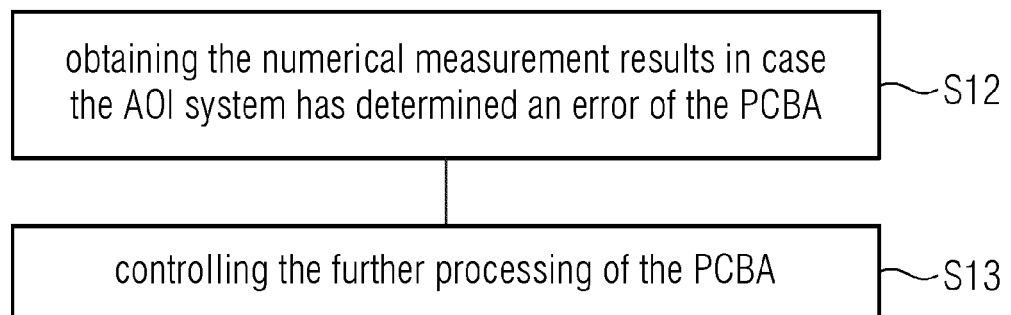 obtaining the numerical measurement results in case
the AOI system has determined an error of the PCBA
S12
controlling the further processing of the PCBA
S13